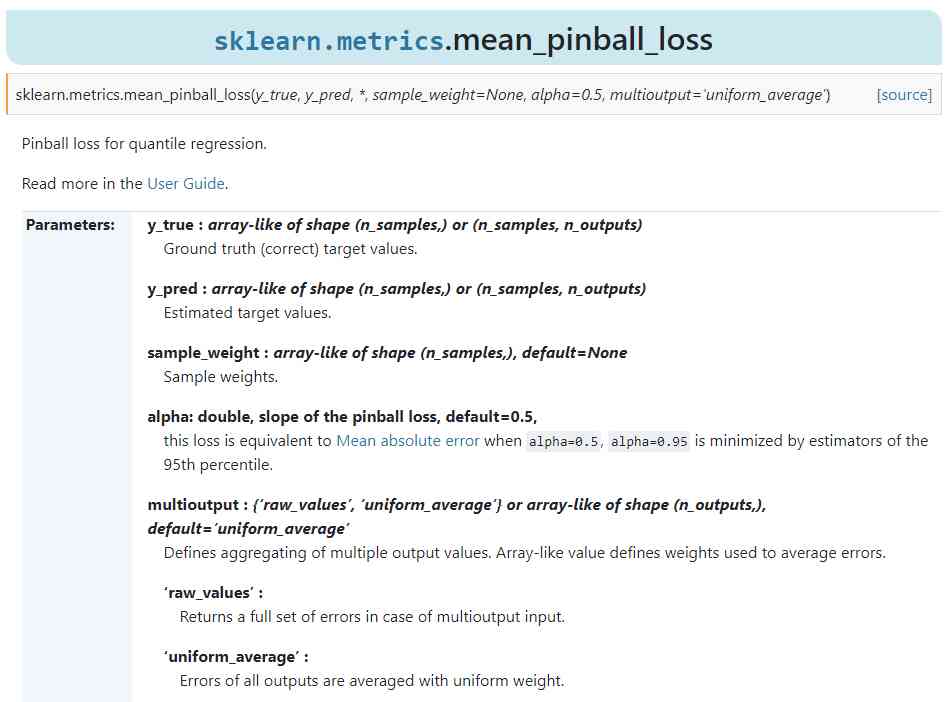 sklearn.metrics.mean_pinball_loss
sklearn.metrics.mean_pinball_loss(y_true, y_pred, *, sample_weight=None, alpha=0.5, multioutput='uniform_average') [source]
Pinball loss for quantile regression.
Read more in the User Guide.
Parameters:
y_true : array-like of shape (n_samples,) or (n_samples, n_outputs)
Ground truth (correct) target values.
y_pred : array-like of shape (n_samples,) or (n_samples, n_outputs)
Estimated target values.
sample_weight : array-like of shape (n_samples,), default=None
Sample weights.
alpha: double, slope of the pinball loss, default=0.5,
this loss is equivalent to Mean absolute error when alpha=0.5, alpha=0.95 is minimized by estimators of the
95th percentile.
multioutput : {'raw_values', 'uniform_average'} or array-like of shape (n_outputs,),
default='uniform_average'
Defines aggregating of multiple output values. Array-like value defines weights used to average errors.
'raw_values' :
Returns a full set of errors in case of multioutput input.
'uniform_average' :
Errors of all outputs are averaged with uniform weight.